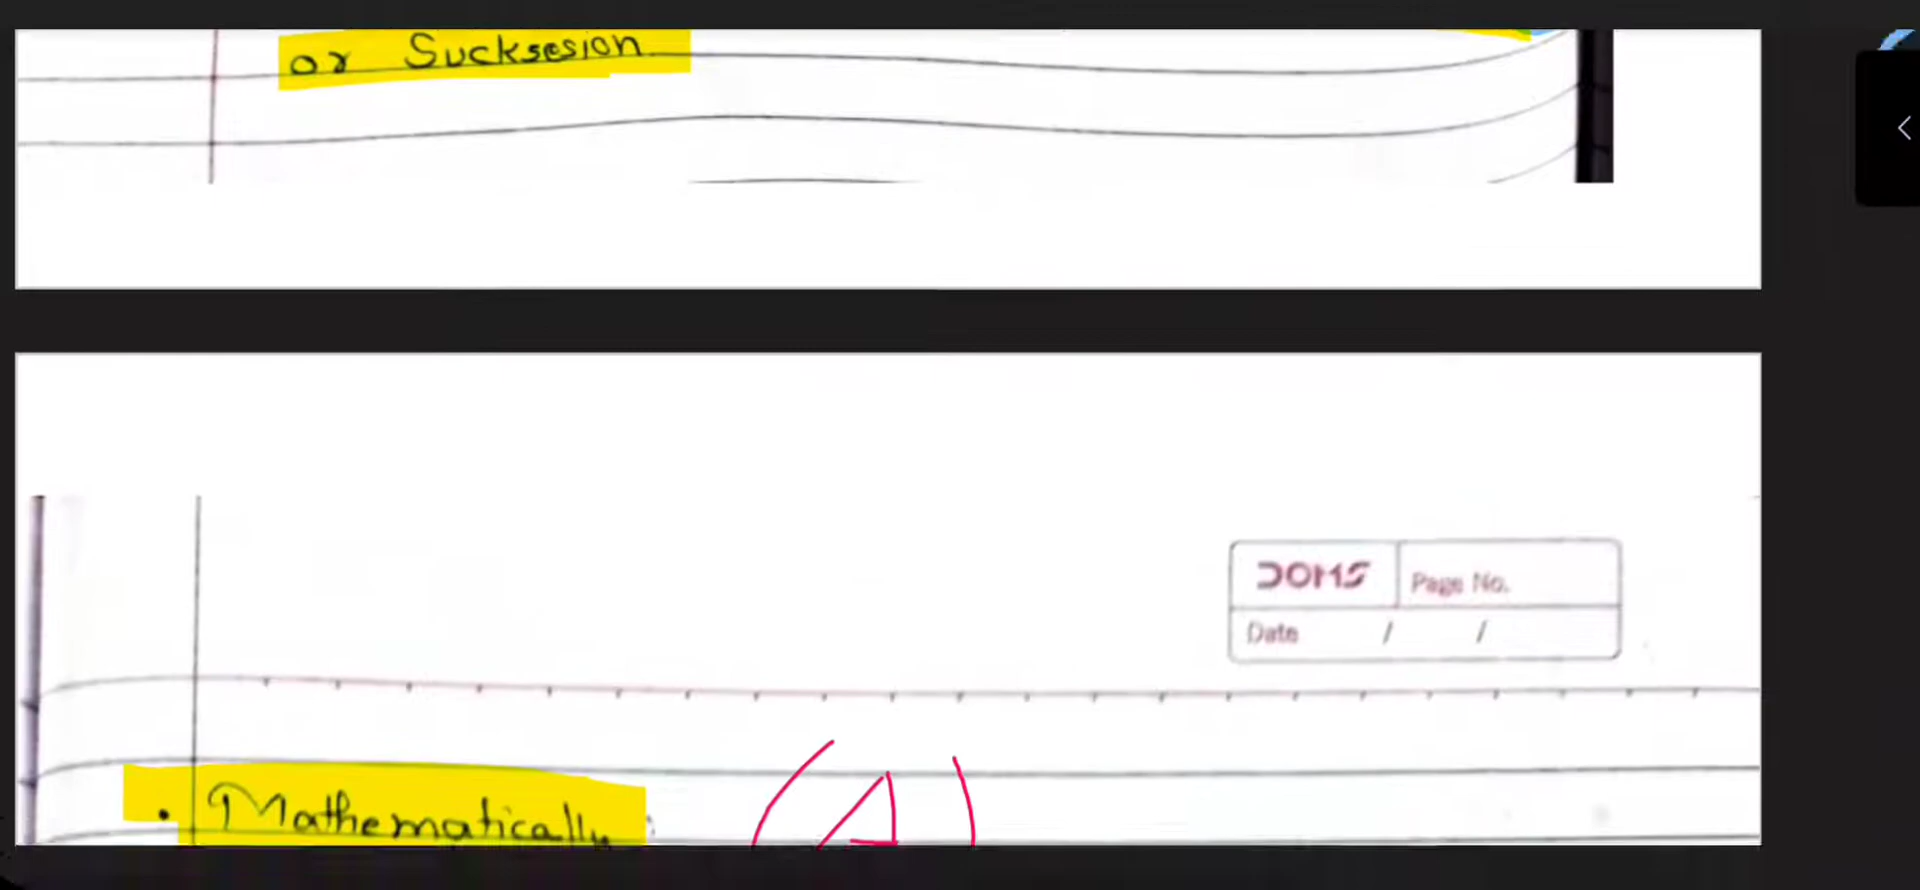 or Sucksesion
DOMS Page No.
Date / /
• Mathematically (A)